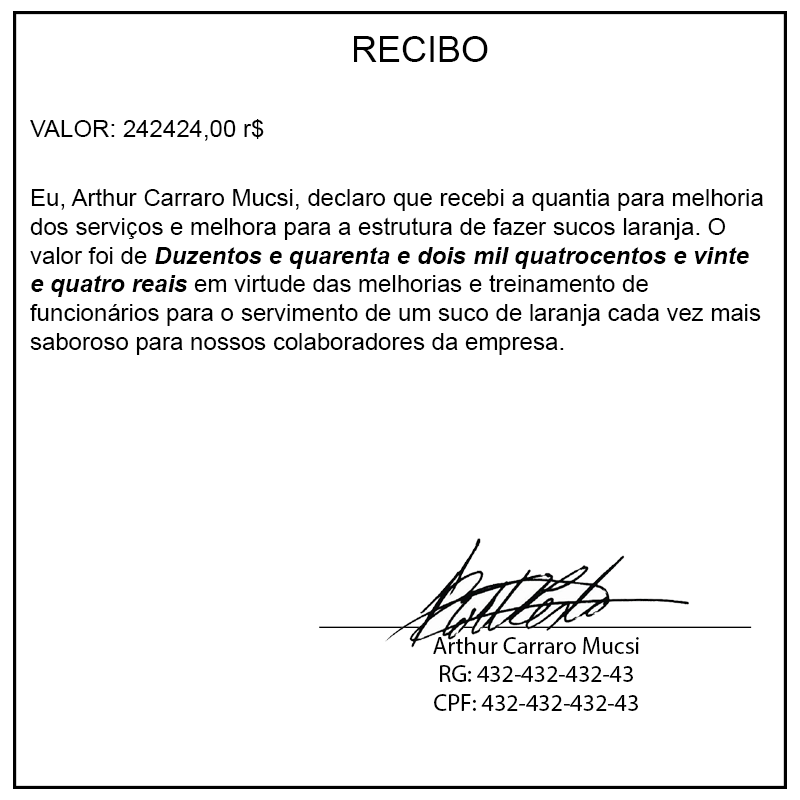 RECIBO
VALOR: 242424,00 r$
Eu, Arthur Carraro Mucsi, declaro que recebi a quantia para melhoria
dos serviços e melhora para a estrutura de fazer sucos laranja. O
valor foi de Duzentos e quarenta e dois mil quatrocentos e vinte
e quatro reais em virtude das melhorias e treinamento de
funcionários para o servimento de um suco de laranja cada vez mais
saboroso para nossos colaboradores da empresa.
Arthur Carraro Mucsi
RG: 432-432-432-43
CPF: 432-432-432-43